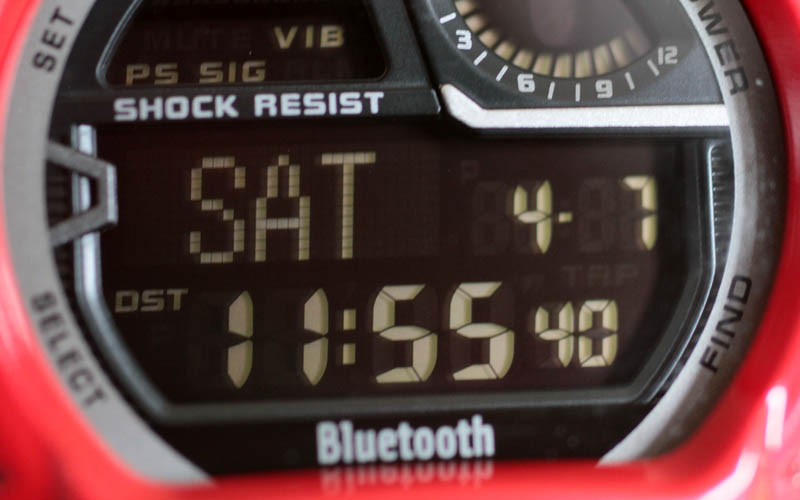 SET
VIB
PS SIG
3 6 9 12
SHOCK RESIST
SAT 4-7
DST
11:55 40
SELECT
FIND
Bluetooth